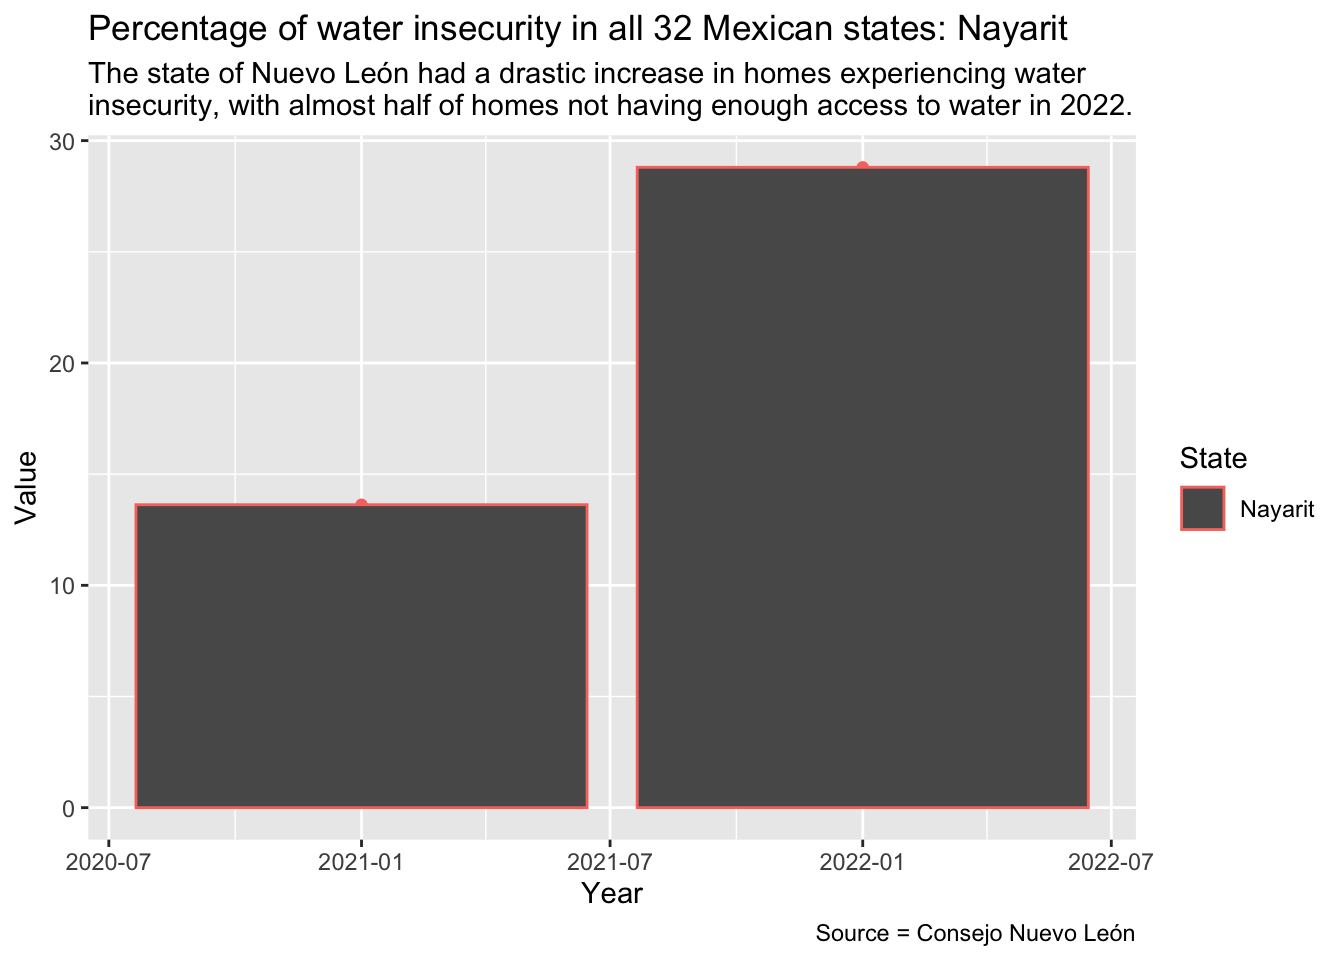 Percentage of water insecurity in all 32 Mexican states: Nayarit
The state of Nuevo León had a drastic increase in homes experiencing water
insecurity, with almost half of homes not having enough access to water in 2022.
30
20
10
0
Value
2020-07
2021-01
2021-07
2022-01
2022-07
Year
State
Nayarit
Source = Consejo Nuevo León